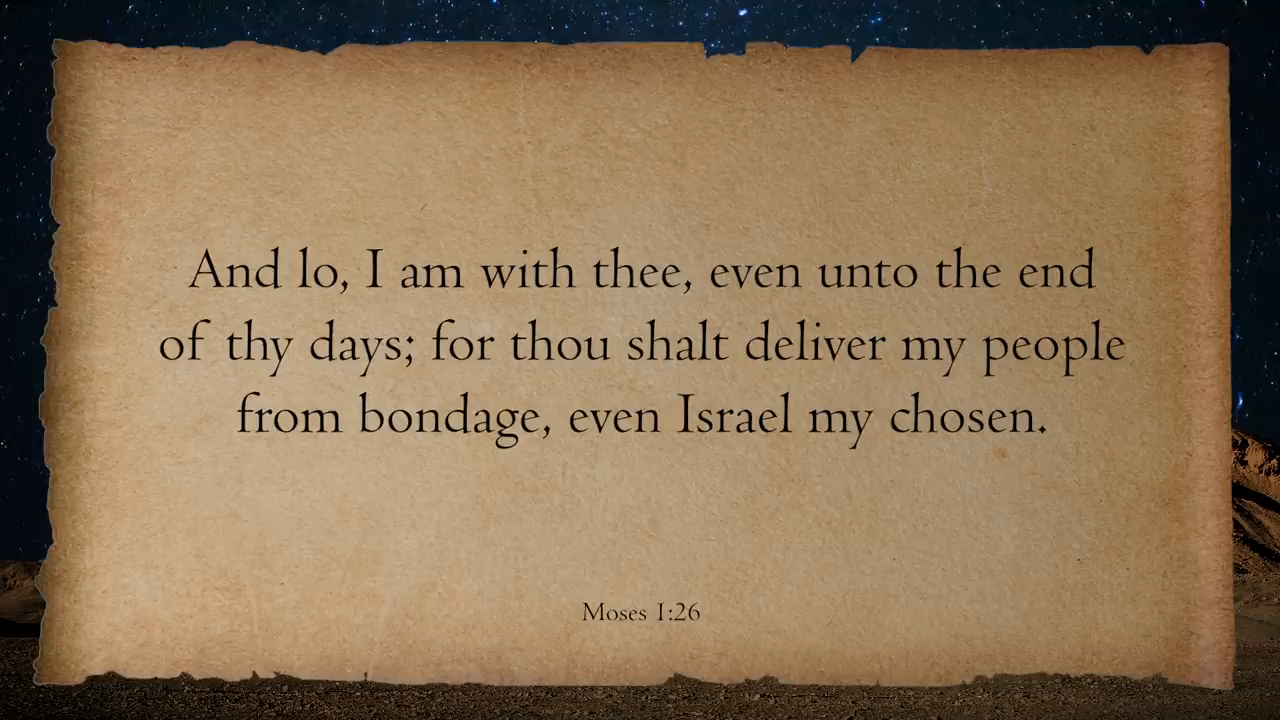 And lo, I am with thee, even unto the end
of thy days; for thou shalt deliver my people
from bondage, even Israel my chosen.
Moses 1:26